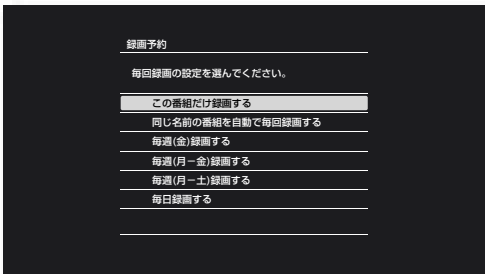 録画予約
毎回録画の設定を選んでください。
この番組だけ録画する
同じ名前の番組を自動で毎回録画する
毎週(金)録画する
毎週(月－金)録画する
毎週(月－土)録画する
毎日録画する